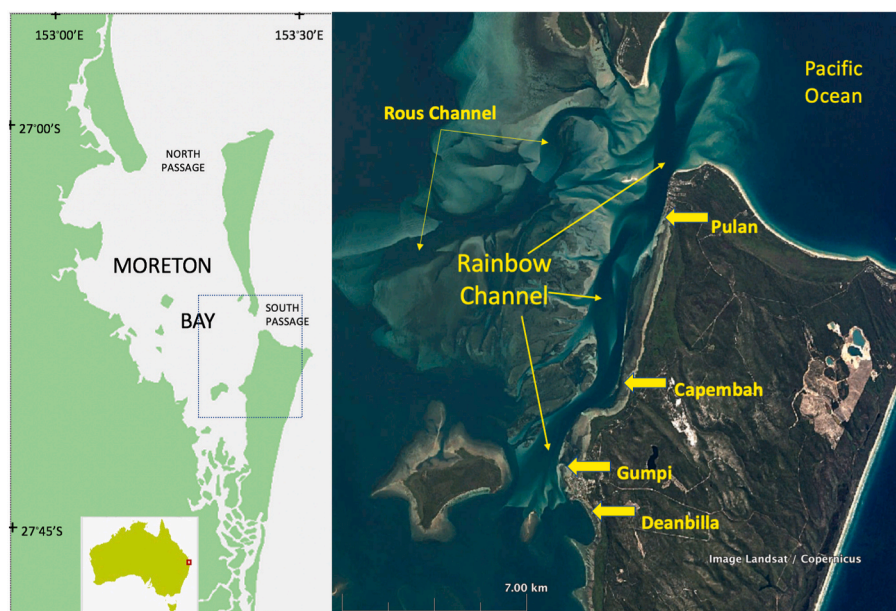 153°00'E
153°30'E
27°00'S
NORTH
PASSAGE
MORETON
BAY
SOUTH
PASSAGE
27°45'S
Pacific
Ocean
Rous Channel
Pulan
Rainbow
Channel
Capembah
Gumpi
Deanbilla
Image Landsat / Copernicus
7.00 km